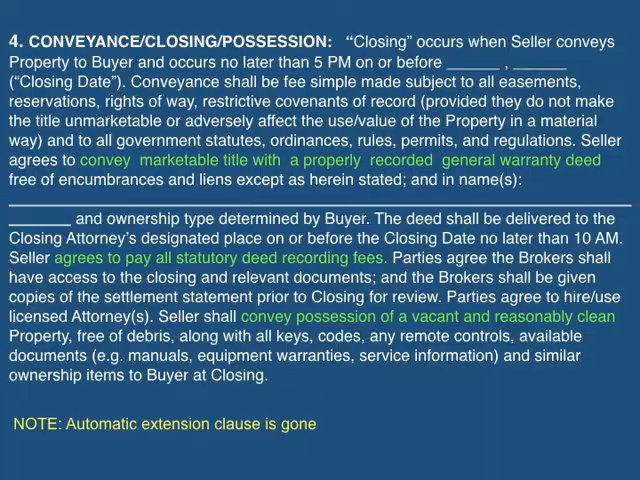 4. CONVEYANCE/CLOSING/POSSESSION: “Closing” occurs when Seller conveys
Property to Buyer and occurs no later than 5 PM on or before ______ , ______
(“Closing Date”). Conveyance shall be fee simple made subject to all easements,
reservations, rights of way, restrictive covenants of record (provided they do not make
the title unmarketable or adversely affect the use/value of the Property in a material
way) and to all government statutes, ordinances, rules, permits, and regulations. Seller
agrees to convey marketable title with a properly recorded general warranty deed
free of encumbrances and liens except as herein stated; and in name(s):
______________________________________________________________________
_______ and ownership type determined by Buyer. The deed shall be delivered to the
Closing Attorney’s designated place on or before the Closing Date no later than 10 AM.
Seller agrees to pay all statutory deed recording fees. Parties agree the Brokers shall
have access to the closing and relevant documents; and the Brokers shall be given
copies of the settlement statement prior to Closing for review. Parties agree to hire/use
licensed Attorney(s). Seller shall convey possession of a vacant and reasonably clean
Property, free of debris, along with all keys, codes, any remote controls, available
documents (e.g. manuals, equipment warranties, service information) and similar
ownership items to Buyer at Closing.
NOTE: Automatic extension clause is gone